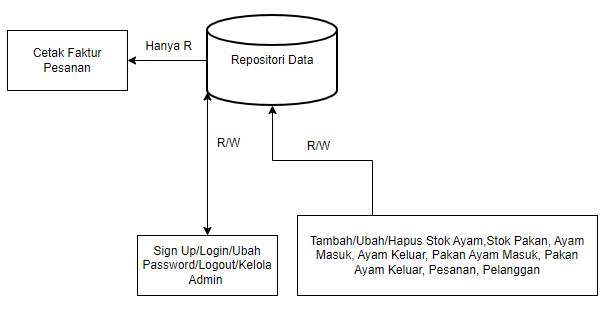 Cetak Faktur
Pesanan
Hanya R
Repositori Data
R/W
R/W
Sign Up/Login/Ubah
Password/Logout/Kelola
Admin
Tambah/Ubah/Hapus Stok Ayam,Stok Pakan, Ayam
Masuk, Ayam Keluar, Pakan Ayam Masuk, Pakan
Ayam Keluar, Pesanan, Pelanggan